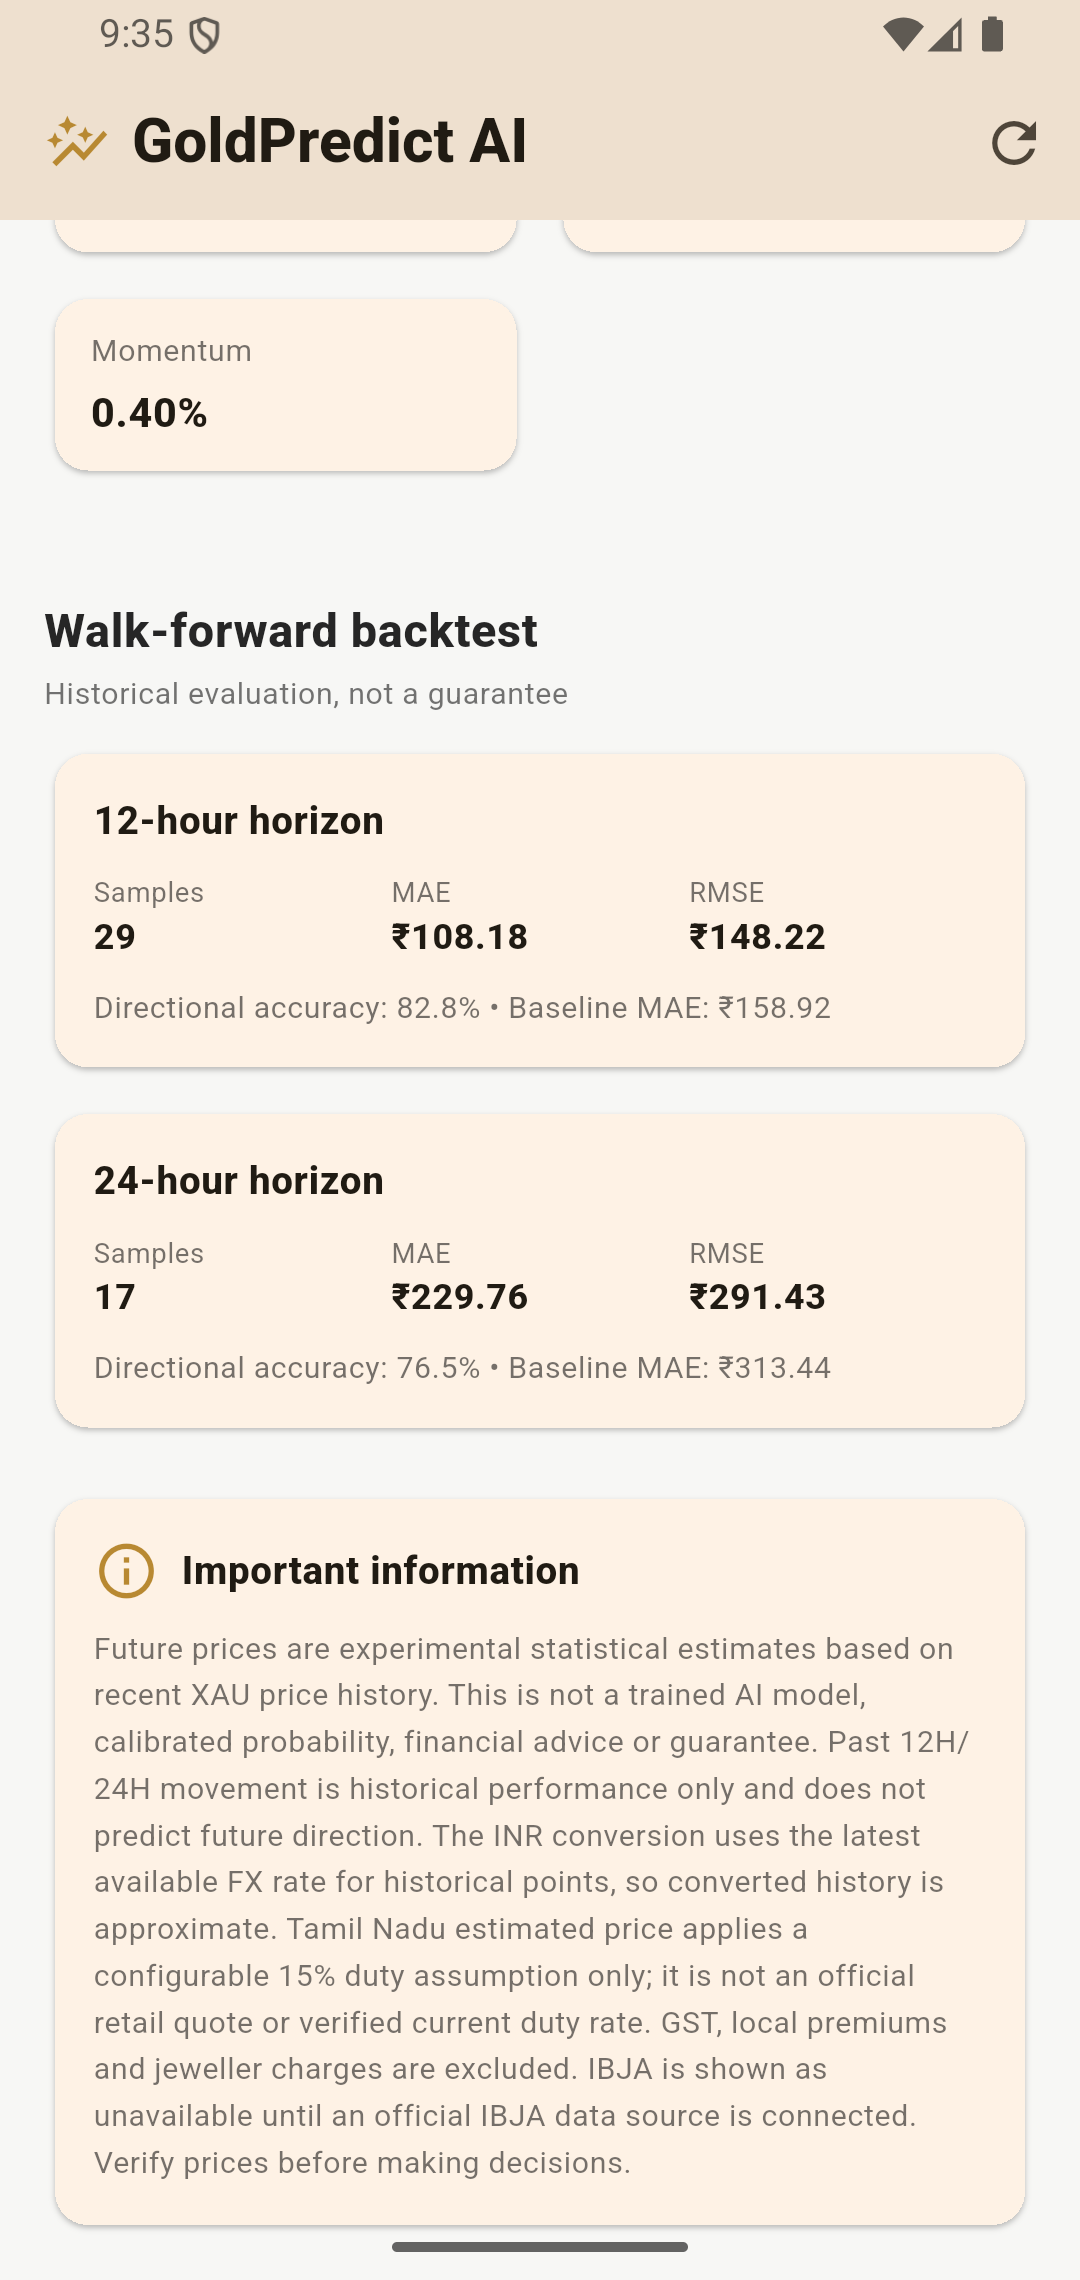 9:35
GoldPredict AI
Momentum
0.40%
Walk-forward backtest
Historical evaluation, not a guarantee
12-hour horizon
Samples MAE RMSE
29 ₹108.18 ₹148.22
Directional accuracy: 82.8% • Baseline MAE: ₹158.92
24-hour horizon
Samples MAE RMSE
17 ₹229.76 ₹291.43
Directional accuracy: 76.5% • Baseline MAE: ₹313.44
Important information
Future prices are experimental statistical estimates based on
recent XAU price history. This is not a trained AI model,
calibrated probability, financial advice or guarantee. Past 12H/
24H movement is historical performance only and does not
predict future direction. The INR conversion uses the latest
available FX rate for historical points, so converted history is
approximate. Tamil Nadu estimated price applies a
configurable 15% duty assumption only; it is not an official
retail quote or verified current duty rate. GST, local premiums
and jeweller charges are excluded. IBJA is shown as
unavailable until an official IBJA data source is connected.
Verify prices before making decisions.